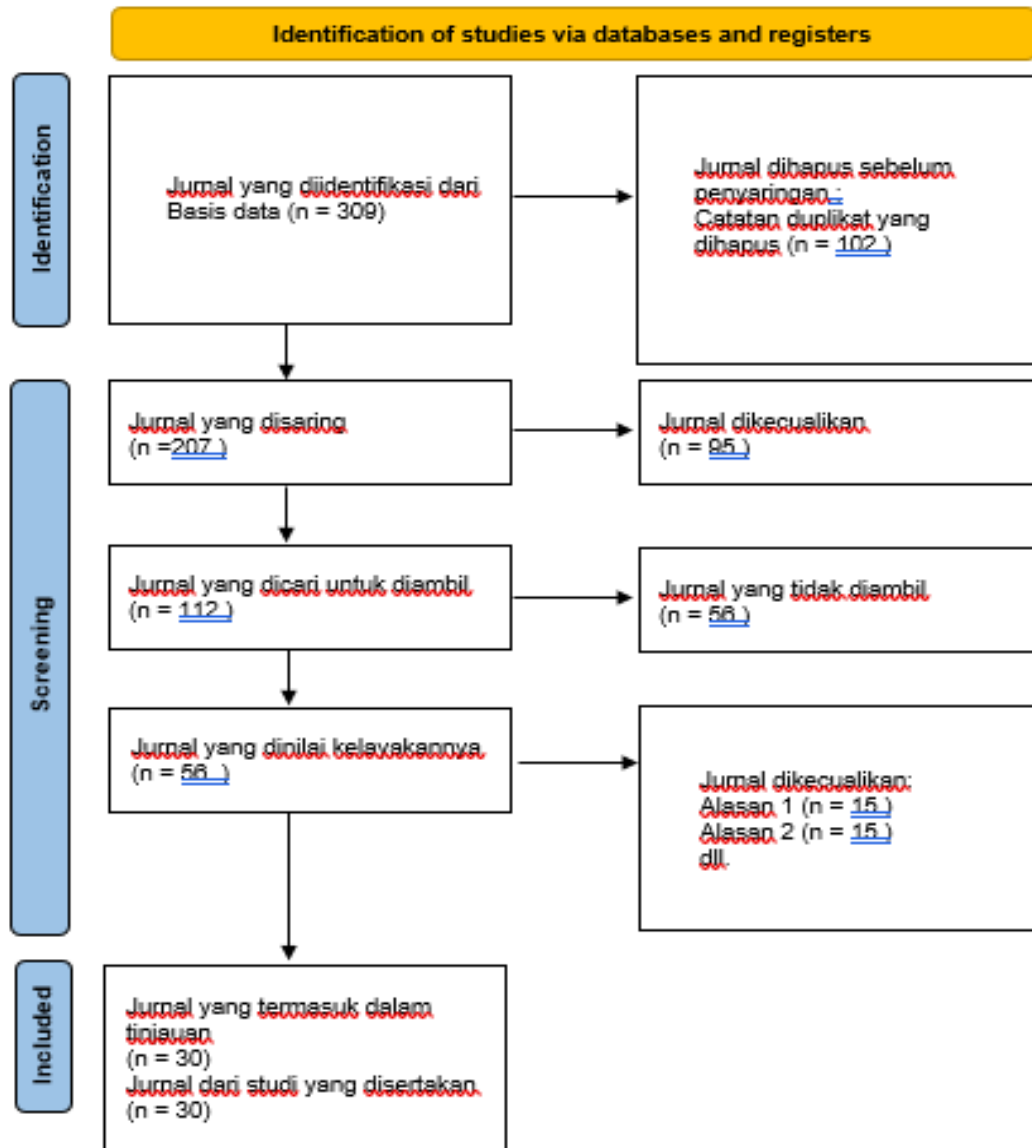 Identification of studies via databases and registers
Identification
Jurnal yang diidentifikasi dari
Basis data (n = 309)
Jurnal dihapus sebelum
penyaringan :
Catatan duplikat yang
dihapus (n = 102 )
Screening
Jurnal yang disaring
(n =207 )
Jurnal dikecualikan
(n = 95 )
Jurnal yang dicari untuk diambil
(n = 112 )
Jurnal yang tidak diambil
(n = 56 )
Jurnal yang dinilai kelayakannya
(n = 56 )
Jurnal dikecualikan:
Alasan 1 (n = 15 )
Alasan 2 (n = 15 )
dll.
Included
Jurnal yang termasuk dalam
tinjauan
(n = 30)
Jurnal dari studi yang disertakan
(n = 30)